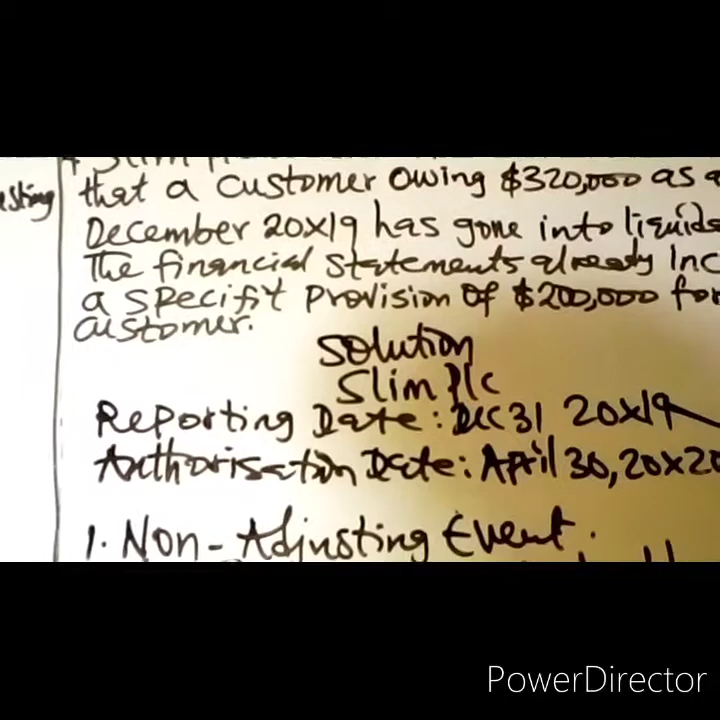 that a customer owing $320,000 as a
December 20X19 has gone into liquida
The financial statements already Inc
a specifit Provision of $200,000 for
customer.
Solution
Slim Plc
Reporting Date: Dec 31 20X19
Authorisation Date: April 30, 20X20
1. Non-Adjusting Event.
PowerDirector